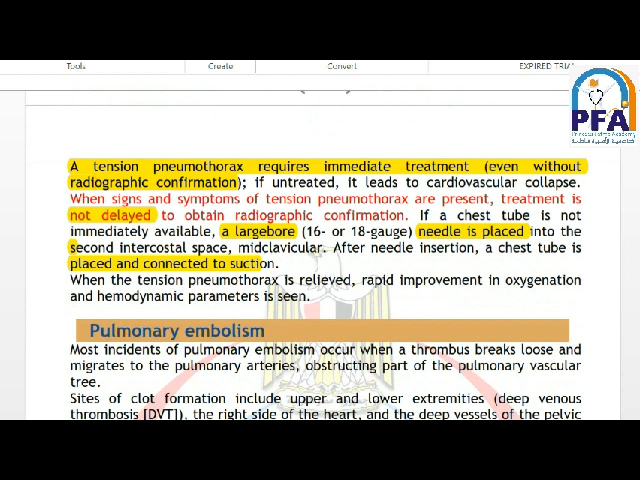 Tools Create Convert EXPIRED TRIAL
PFA
A tension pneumothorax requires immediate treatment (even without
radiographic confirmation); if untreated, it leads to cardiovascular collapse.
When signs and symptoms of tension pneumothorax are present, treatment is
not delayed to obtain radiographic confirmation. If a chest tube is not
immediately available, a largebore (16- or 18-gauge) needle is placed into the
second intercostal space, midclavicular. After needle insertion, a chest tube is
placed and connected to suction.
When the tension pneumothorax is relieved, rapid improvement in oxygenation
and hemodynamic parameters is seen.
Pulmonary embolism
Most incidents of pulmonary embolism occur when a thrombus breaks loose and
migrates to the pulmonary arteries, obstructing part of the pulmonary vascular
tree.
Sites of clot formation include upper and lower extremities (deep venous
thrombosis [DVT]), the right side of the heart, and the deep vessels of the pelvic